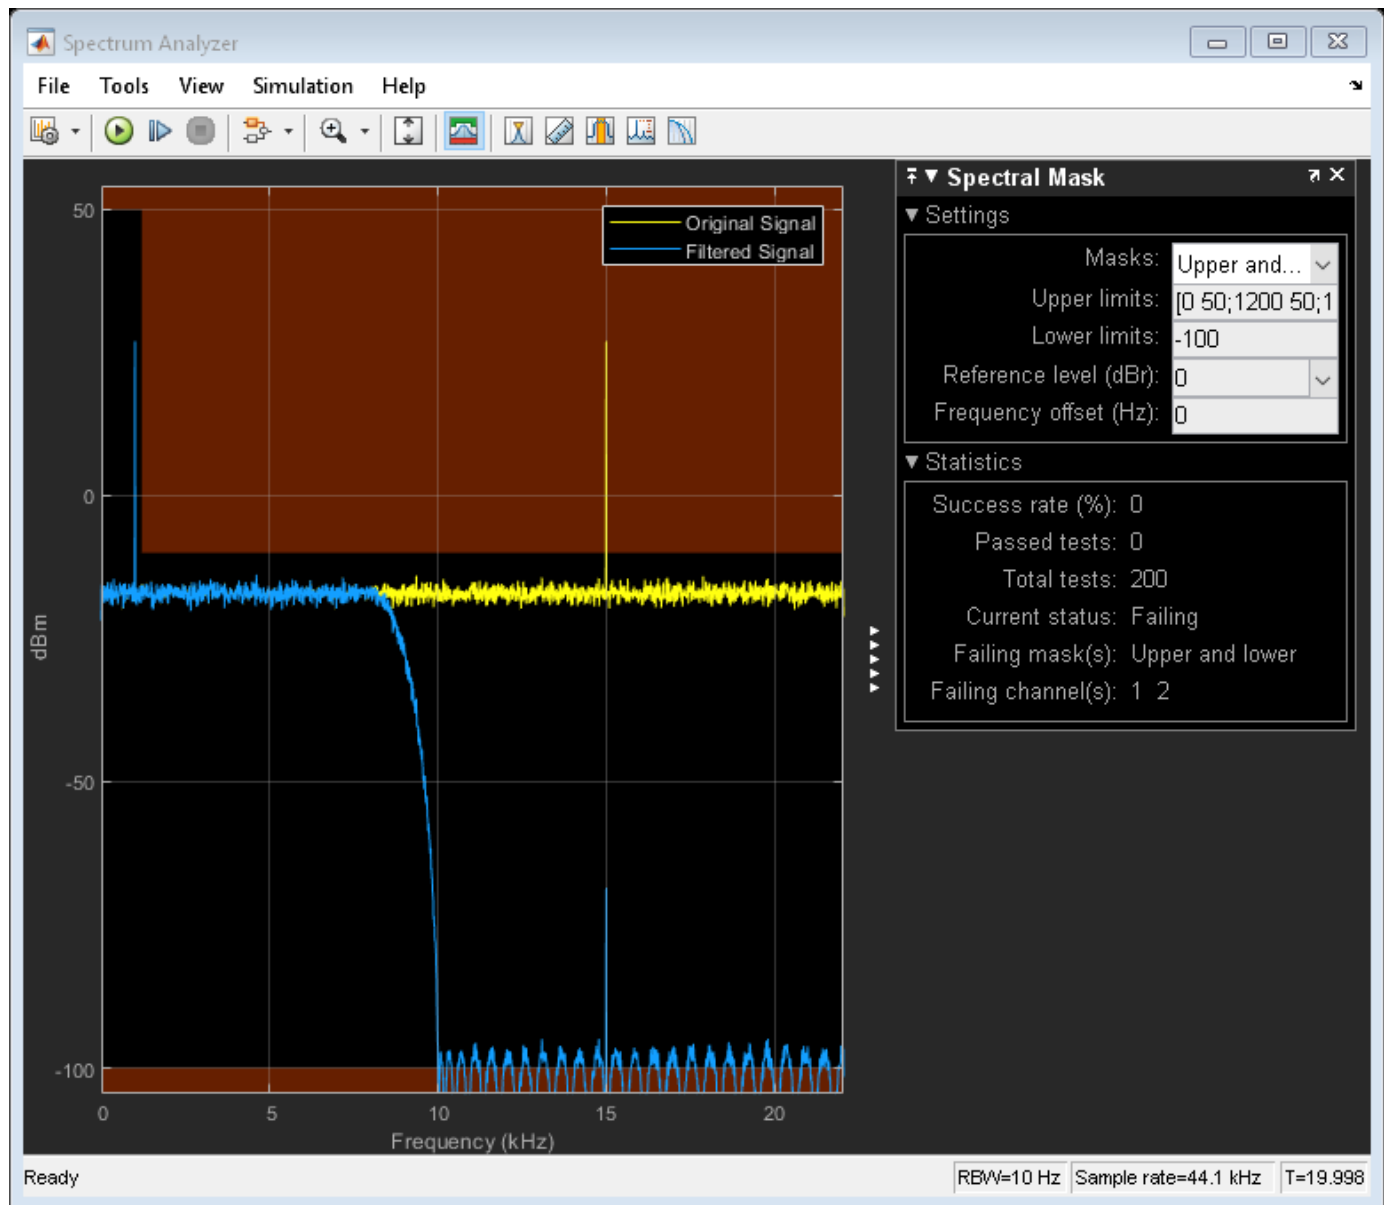 Spectrum Analyzer
File Tools View Simulation Help
Spectral Mask
Settings
Masks: Upper and...
Upper limits: [0 50;1200 50;1
Lower limits: -100
Reference level (dBr): 0
Frequency offset (Hz): 0
Statistics
Success rate (%): 0
Passed tests: 0
Total tests: 200
Current status: Failing
Failing mask(s): Upper and lower
Failing channel(s): 1 2
Original Signal
Filtered Signal
50
0
-50
-100
dBm
0 5 10 15 20
Frequency (kHz)
Ready
RBW=10 Hz Sample rate=44.1 kHz T=19.998